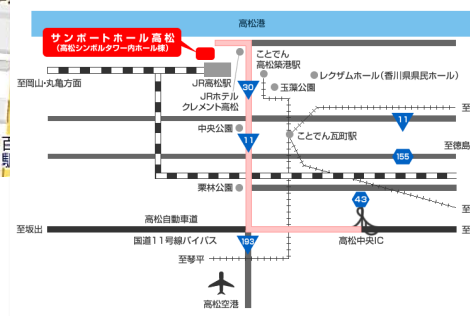 高松港
サンポートホール高松
(高松シンボルタワー内ホール棟)
ことでん
高松築港駅
レクザムホール(香川県県民ホール)
至岡山・丸亀方面
JR高松駅
玉藻公園
JRホテル
クレメント高松
30
至
中央公園
11
ことでん瓦町駅
11
至徳島
155
栗林公園
43
至
高松自動車道
至坂出
至
国道11号線バイパス
193
高松中央IC
至琴平
至
高松空港